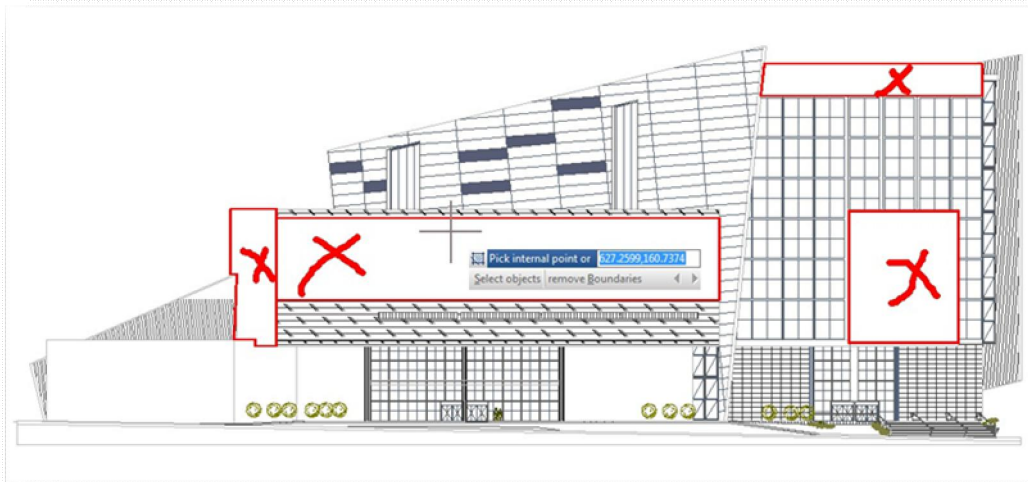 Pick internal point or 627.2599,160.7374
Select objects remove Boundaries